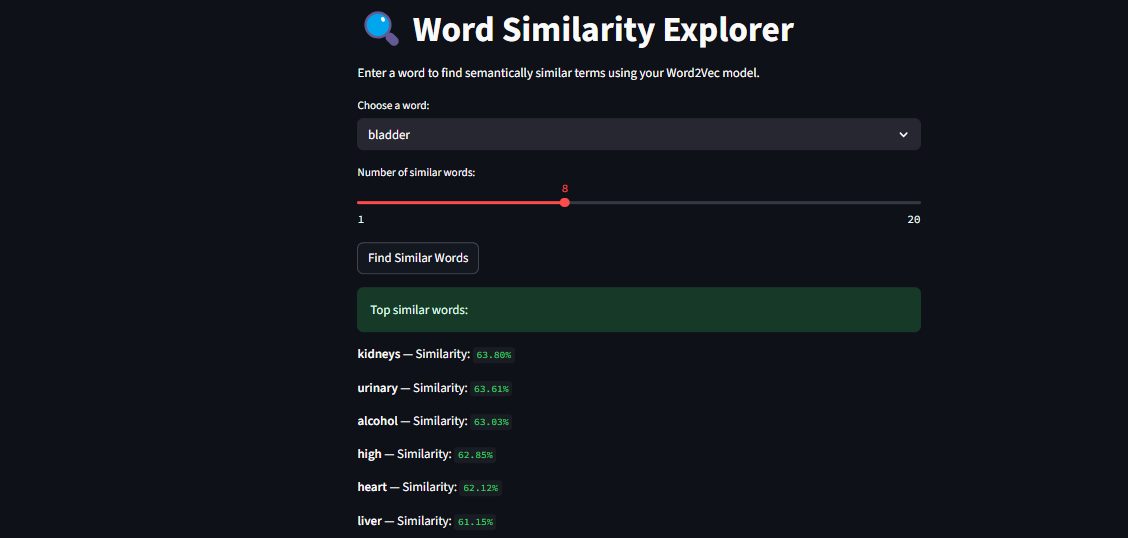 Word Similarity Explorer
Enter a word to find semantically similar terms using your Word2Vec model.
Choose a word:
bladder
Number of similar words:
8
1 20
Find Similar Words
Top similar words:
kidneys — Similarity: 63.80%
urinary — Similarity: 63.61%
alcohol — Similarity: 63.03%
high — Similarity: 62.85%
heart — Similarity: 62.12%
liver — Similarity: 61.15%